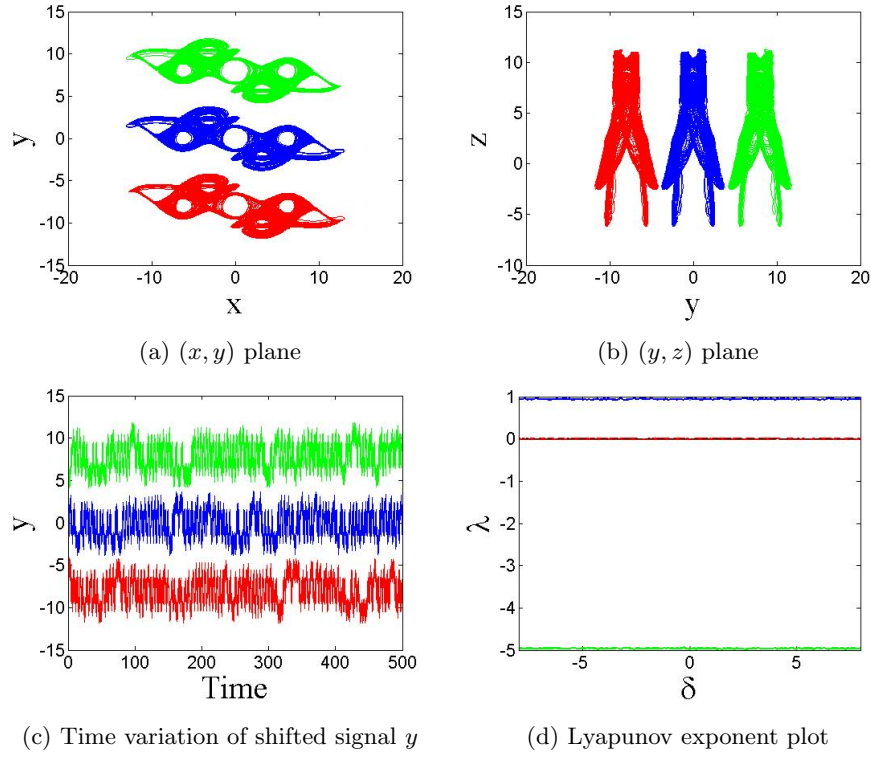 15
10
5
0
-5
-10
-15
-20 -10 0 10 20
y
x
(a) (x, y) plane
15
10
5
0
-5
-10
-20 -10 0 10 20
z
y
(b) (y, z) plane
15
10
5
0
-5
-10
-15
0 100 200 300 400 500
y
Time
(c) Time variation of shifted signal y
1
0
-1
-2
-3
-4
-5
-5 0 5
λ
δ
(d) Lyapunov exponent plot